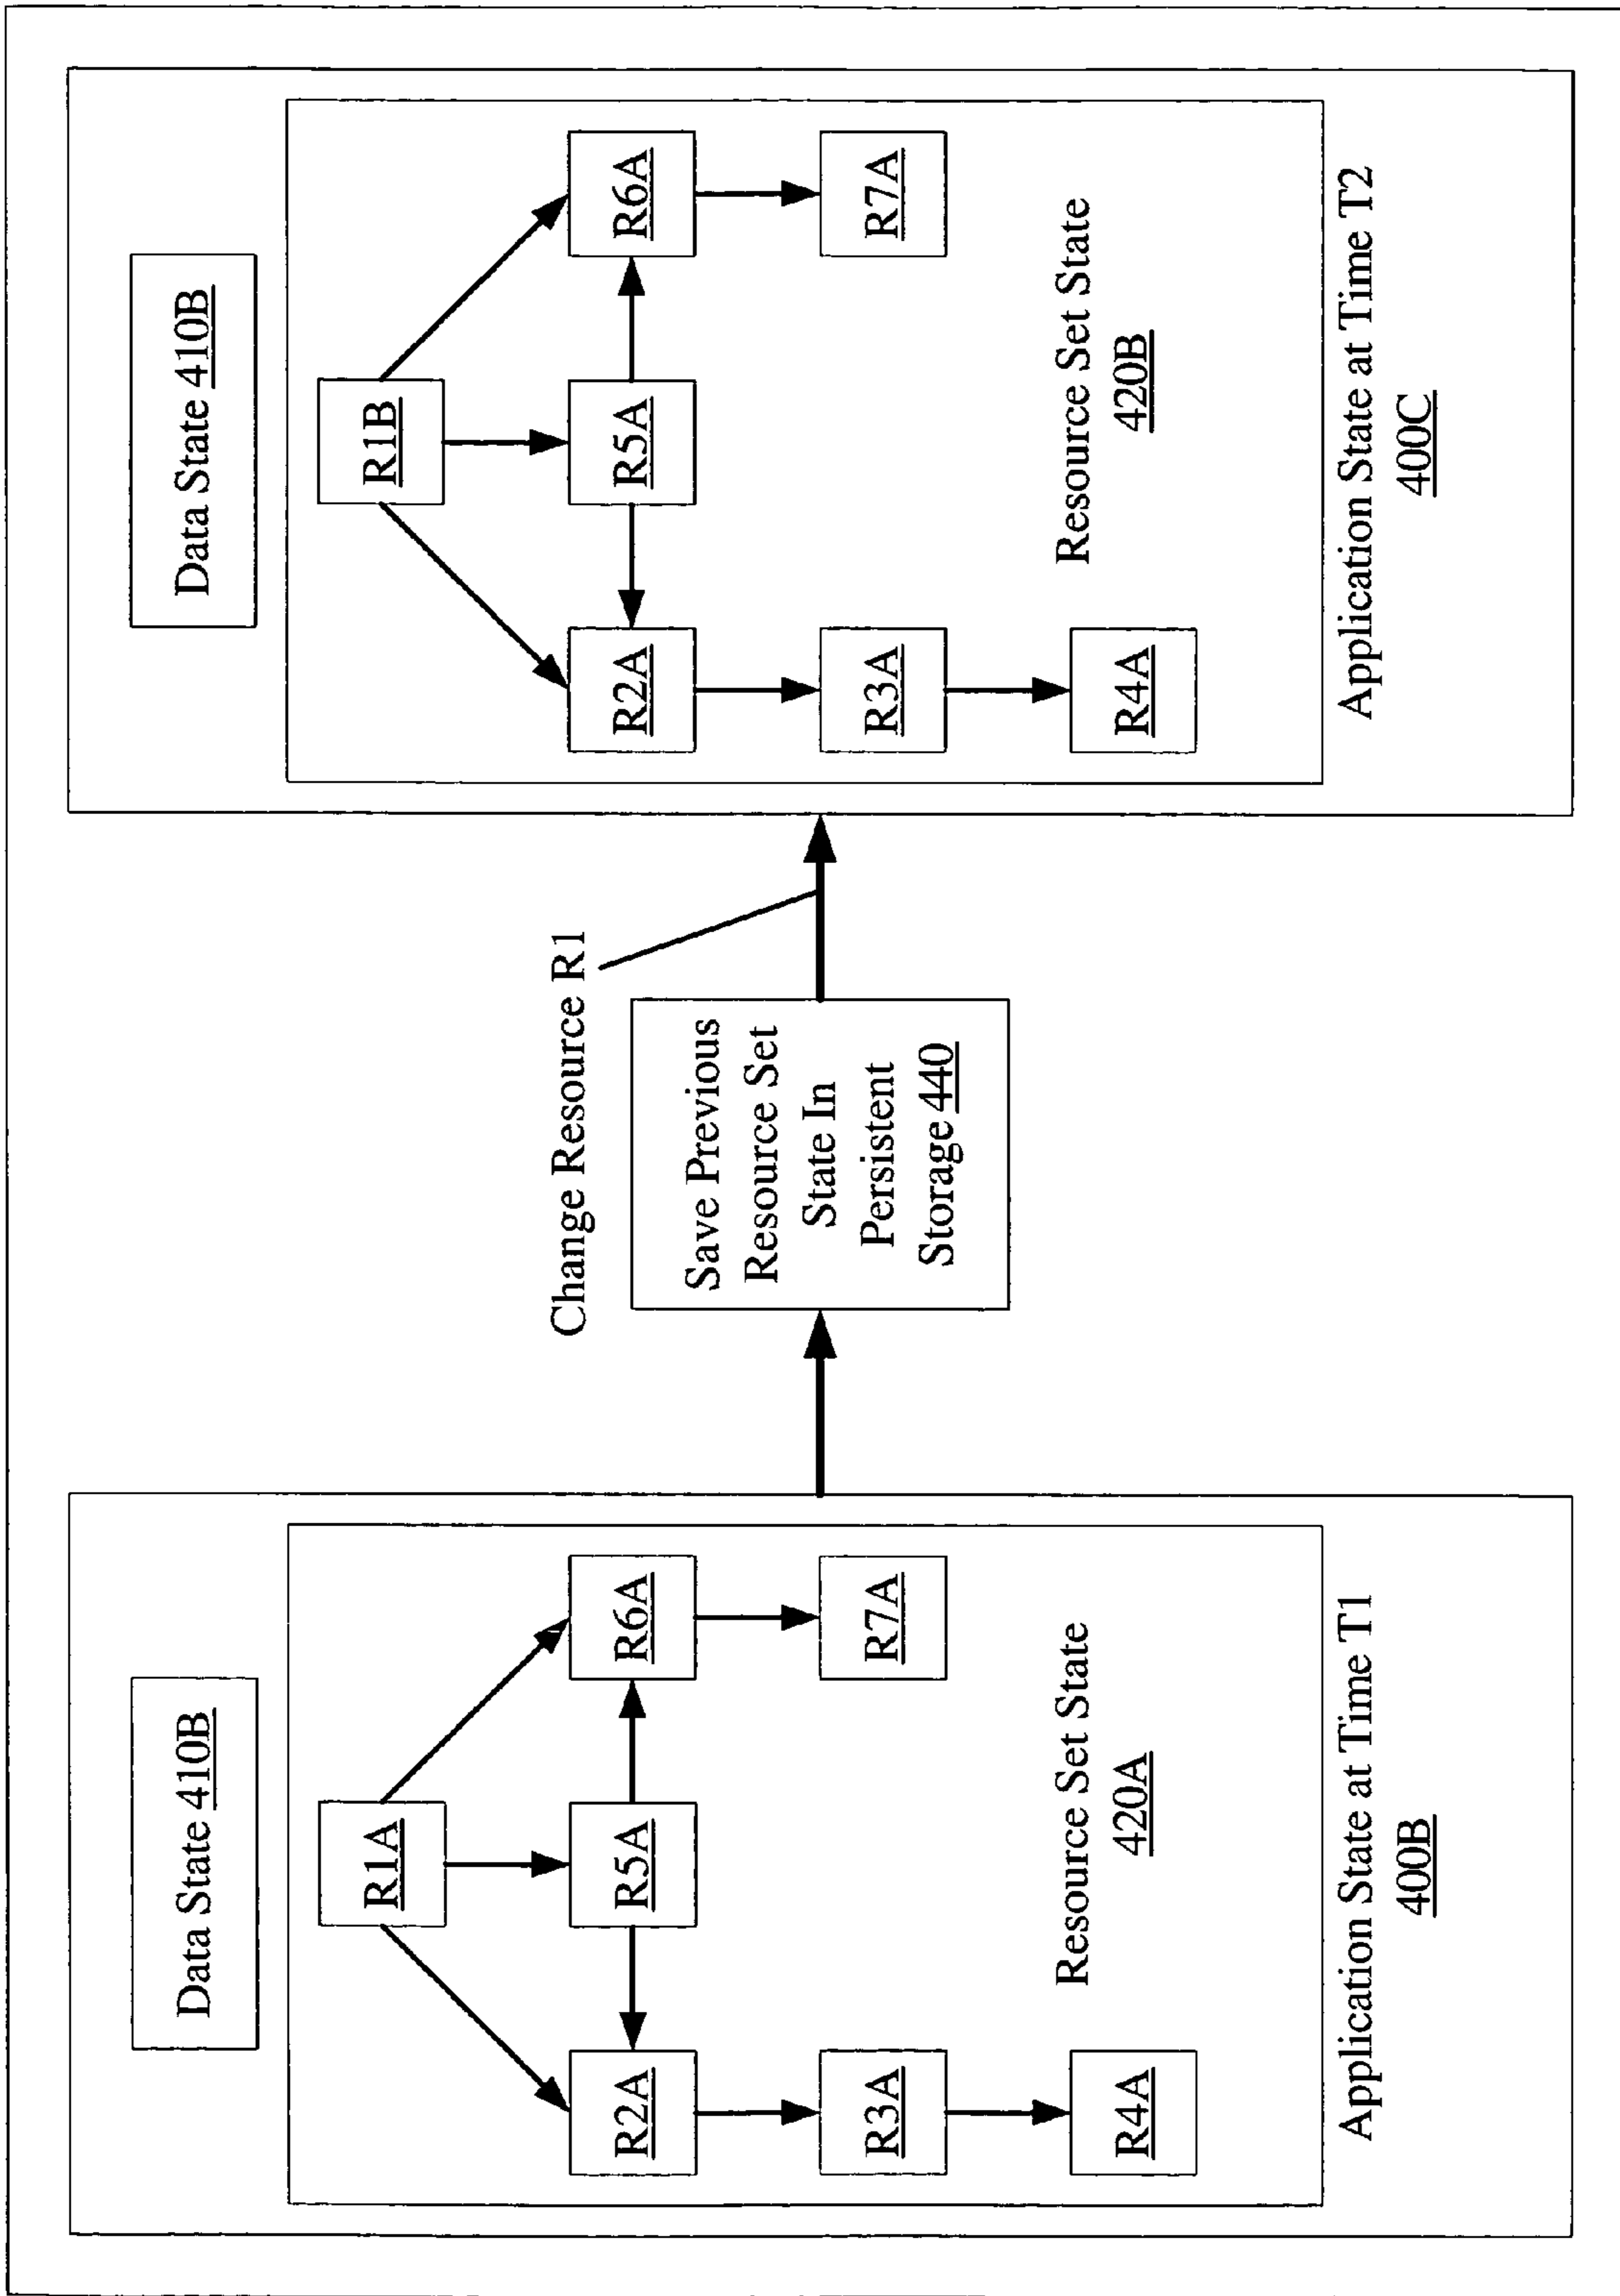 Data State 410B
R1A
R2A
R5A
R6A
R3A
R7A
R4A
Resource Set State
420A
Application State at Time T1
400B
Change Resource R1
Save Previous
Resource Set
State In
Persistent
Storage 440
Data State 410B
R1B
R2A
R5A
R6A
R3A
R7A
R4A
Resource Set State
420B
Application State at Time T2
400C